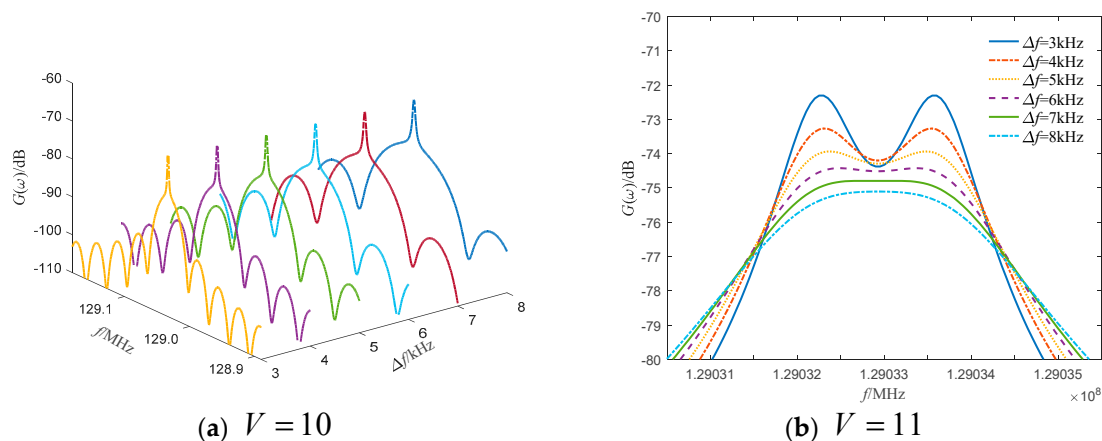 -60
-70
-80
-90
-100
-110
G(ω)/dB
129.1
129.0
128.9
f/MHz
3
4
5
6
7
8
Δf/kHz
(a) V = 10
-70
-71
-72
-73
-74
-75
-76
-77
-78
-79
-80
G(ω)/dB
Δf=3kHz
Δf=4kHz
Δf=5kHz
Δf=6kHz
Δf=7kHz
Δf=8kHz
1.29031 1.29032 1.29033 1.29034 1.29035
f/MHz
×10⁸
(b) V = 11